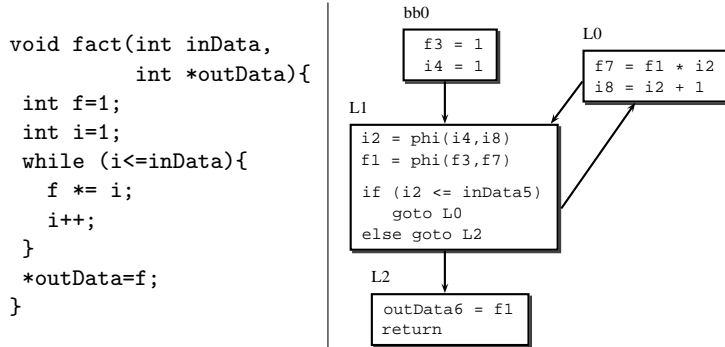 void fact(int inData,
int *outData){
int f=1;
int i=1;
while (i<=inData){
f *= i;
i++;
}
*outData=f;
}
bb0
f3 = 1
i4 = 1
L0
f7 = f1 * i2
i8 = i2 + 1
L1
i2 = phi(i4,i8)
f1 = phi(f3,f7)
if (i2 <= inData5)
goto L0
else goto L2
L2
outData6 = f1
return